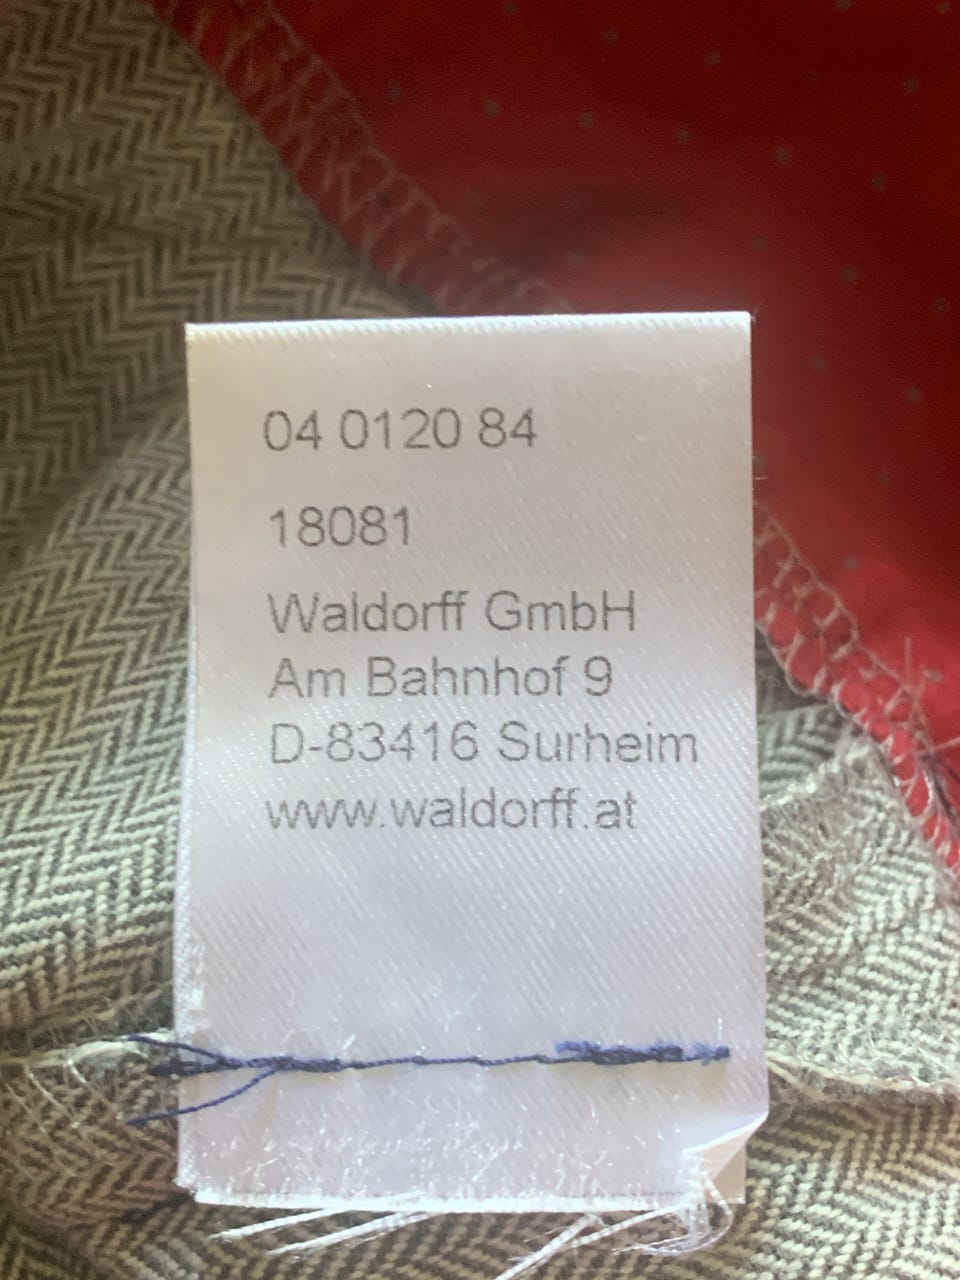 04 0120 84
18081
Waldorff GmbH
Am Bahnhof 9
D-83416 Surheim
www.waldorff.at